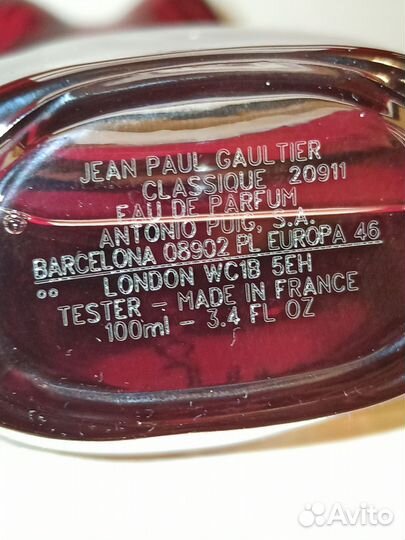 JEAN PAUL GAULTIER
CLASSIQUE 20911
EAU DE PARFUM
ANTONIO PUIG, S.A.
BARCELONA 08902 PL EUROPA 46
LONDON WC1B 5EH
TESTER - MADE IN FRANCE
100ml - 3.4 FL OZ
Avito